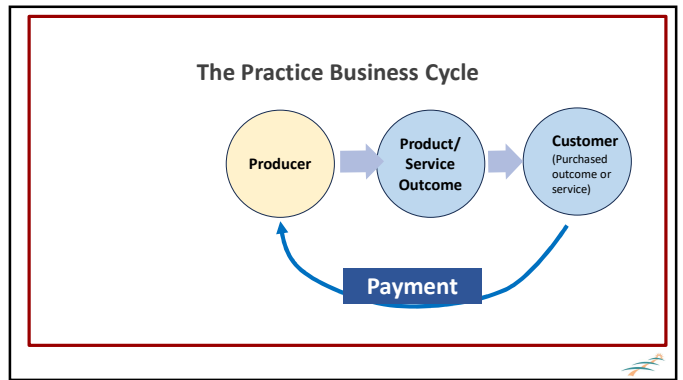 The Practice Business Cycle
Producer
Product/
Service
Outcome
Customer
(Purchased
outcome or
service)
Payment